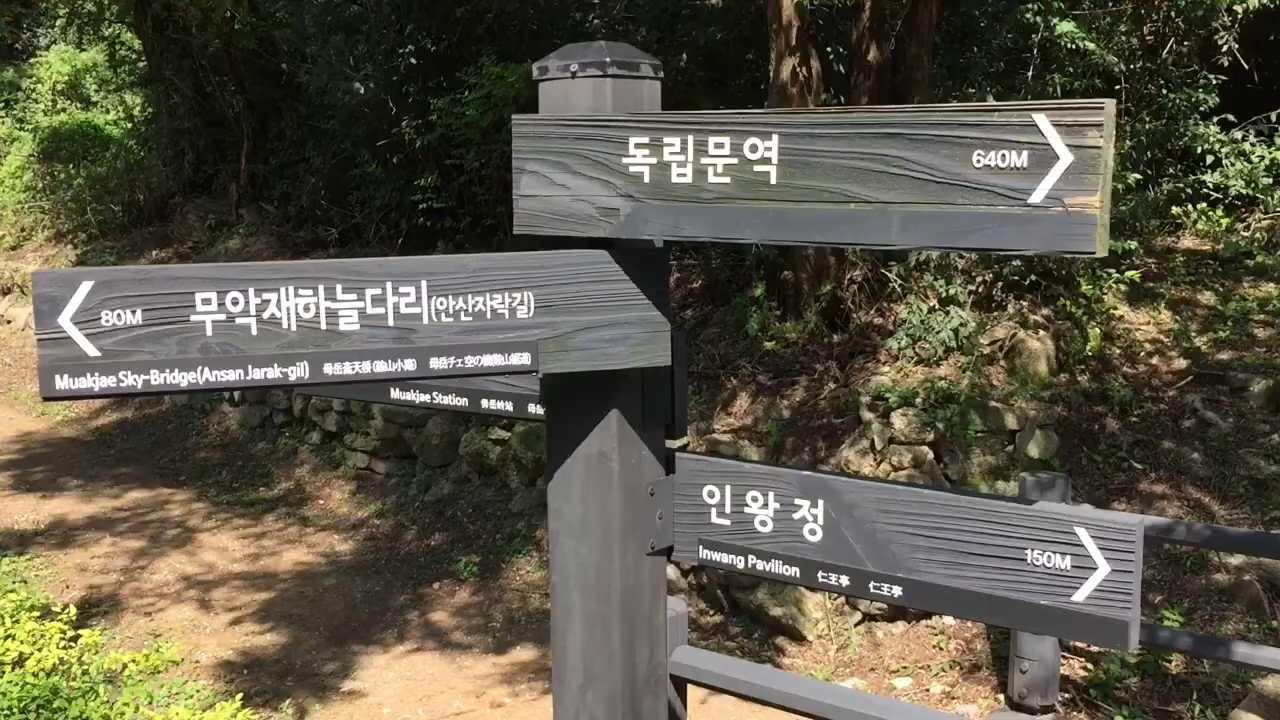 독립문역 640M
80M 무악재하늘다리(안산자락길)
Muakjae Sky-Bridge(Ansan Jarak-gil)
Muakjae Station
인왕정 150M
Inwang Pavilion 仁王亭 仁王亭